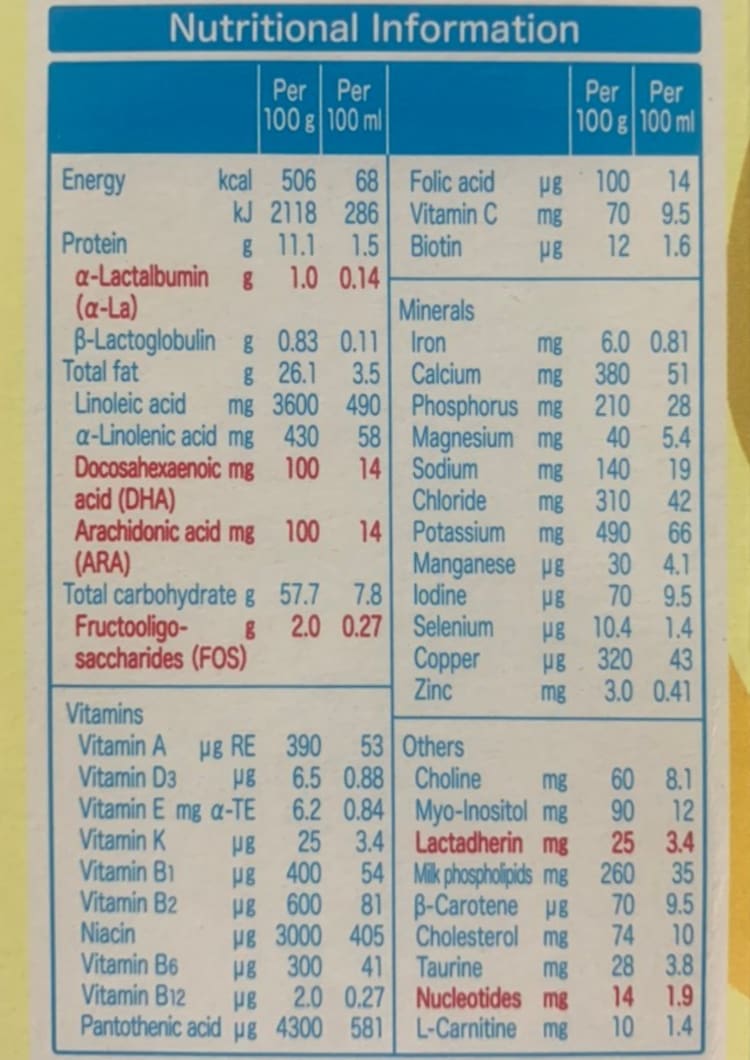 Nutritional Information
Per 100 g Per 100 ml
Energy kcal 506 68
kJ 2118 286
Protein g 11.1 1.5
α-Lactalbumin g 1.0 0.14
(α-La)
β-Lactoglobulin g 0.83 0.11
Total fat g 26.1 3.5
Linoleic acid mg 3600 490
α-Linolenic acid mg 430 58
Docosahexaenoic mg 100 14
acid (DHA)
Arachidonic acid mg 100 14
(ARA)
Total carbohydrate g 57.7 7.8
Fructooligo- g 2.0 0.27
saccharides (FOS)
Vitamins
Vitamin A μg RE 390 53
Vitamin D3 μg 6.5 0.88
Vitamin E mg α-TE 6.2 0.84
Vitamin K μg 25 3.4
Vitamin B1 μg 400 54
Vitamin B2 μg 600 81
Niacin μg 3000 405
Vitamin B6 μg 300 41
Vitamin B12 μg 2.0 0.27
Pantothenic acid μg 4300 581
Per 100 g Per 100 ml
Folic acid μg 100 14
Vitamin C mg 70 9.5
Biotin μg 12 1.6
Minerals
Iron mg 6.0 0.81
Calcium mg 380 51
Phosphorus mg 210 28
Magnesium mg 40 5.4
Sodium mg 140 19
Chloride mg 310 42
Potassium mg 490 66
Manganese μg 30 4.1
Iodine μg 70 9.5
Selenium μg 10.4 1.4
Copper μg 320 43
Zinc mg 3.0 0.41
Others
Choline mg 60 8.1
Myo-Inositol mg 90 12
Lactadherin mg 25 3.4
Milk phospholipids mg 260 35
β-Carotene μg 70 9.5
Cholesterol mg 74 10
Taurine mg 28 3.8
Nucleotides mg 14 1.9
L-Carnitine mg 10 1.4